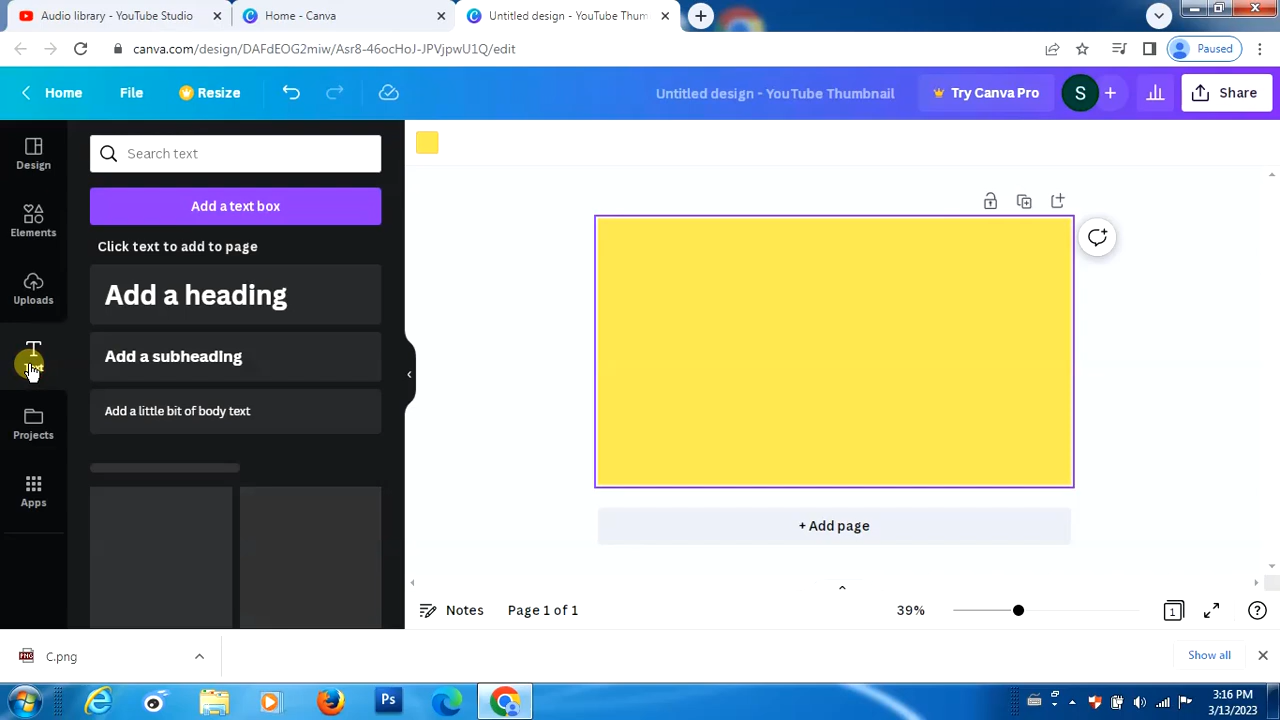 Audio library - YouTube Studio
Home - Canva
Untitled design - YouTube Thum
canva.com/design/DAFdEOG2miw/Asr8-46ocHoJ-JPVjpwU1Q/edit
Paused
Home
File
Resize
Untitled design - YouTube Thumbnail
Try Canva Pro
S
Share
Design
Elements
Uploads
Text
Projects
Apps
Search text
Add a text box
Click text to add to page
Add a heading
Add a subheading
Add a little bit of body text
+ Add page
Notes
Page 1 of 1
39%
1
C.png
Show all
Ps
3:16 PM
3/13/2023